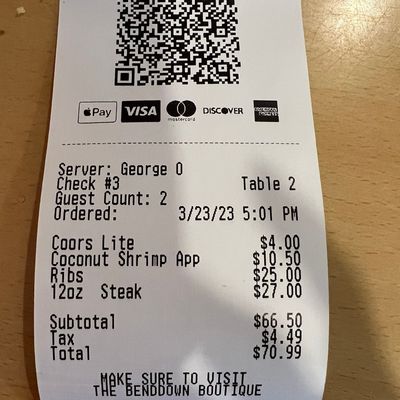 Pay
VISA
mastercard
DISCOVER
AMERICAN EXPRESS
Server: George O
Check #3 Table 2
Guest Count: 2
Ordered: 3/23/23 5:01 PM
Coors Lite $4.00
Coconut Shrimp App $10.50
Ribs $25.00
12oz Steak $27.00
Subtotal $66.50
Tax $4.49
Total $70.99
MAKE SURE TO VISIT
THE BENDDOWN BOUTIQUE